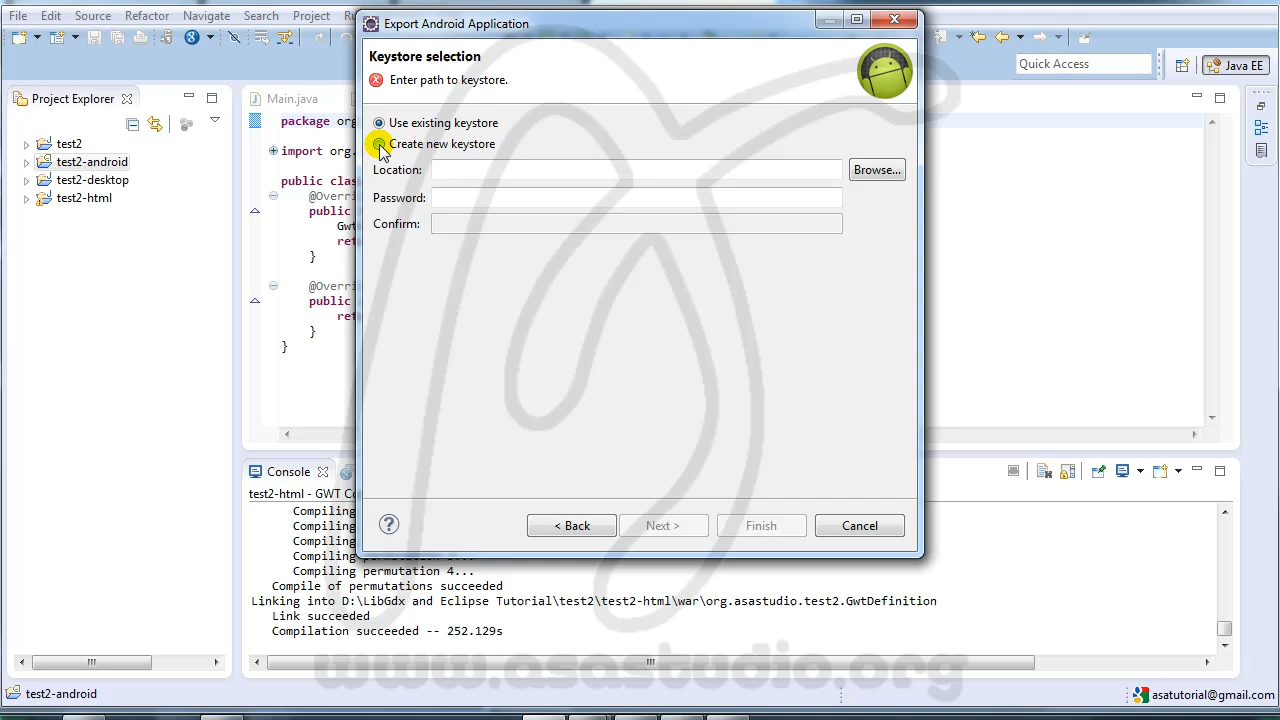 File Edit Source Refactor Navigate Search Project
Export Android Application
Quick Access
Java EE
Project Explorer
test2
test2-android
test2-desktop
test2-html
Main.java
package org.
import org.
public class
@Overri
public
Gwt
ret
}
@Overri
public
ret
}
}
Keystore selection
Enter path to keystore.
Use existing keystore
Create new keystore
Location:
Browse...
Password:
Confirm:
< Back
Next >
Finish
Cancel
Console
test2-html - GWT Co
Compiling
Compiling
Compiling
Compiling permutation
Compiling permutation 4...
Compile of permutations succeeded
Linking into D:\LibGdx and Eclipse Tutorial\test2\test2-html\war\org.asastudio.test2.GwtDefinition
Link succeeded
Compilation succeeded -- 252.129s
www.asastudio.org
test2-android
asatutorial@gmail.com